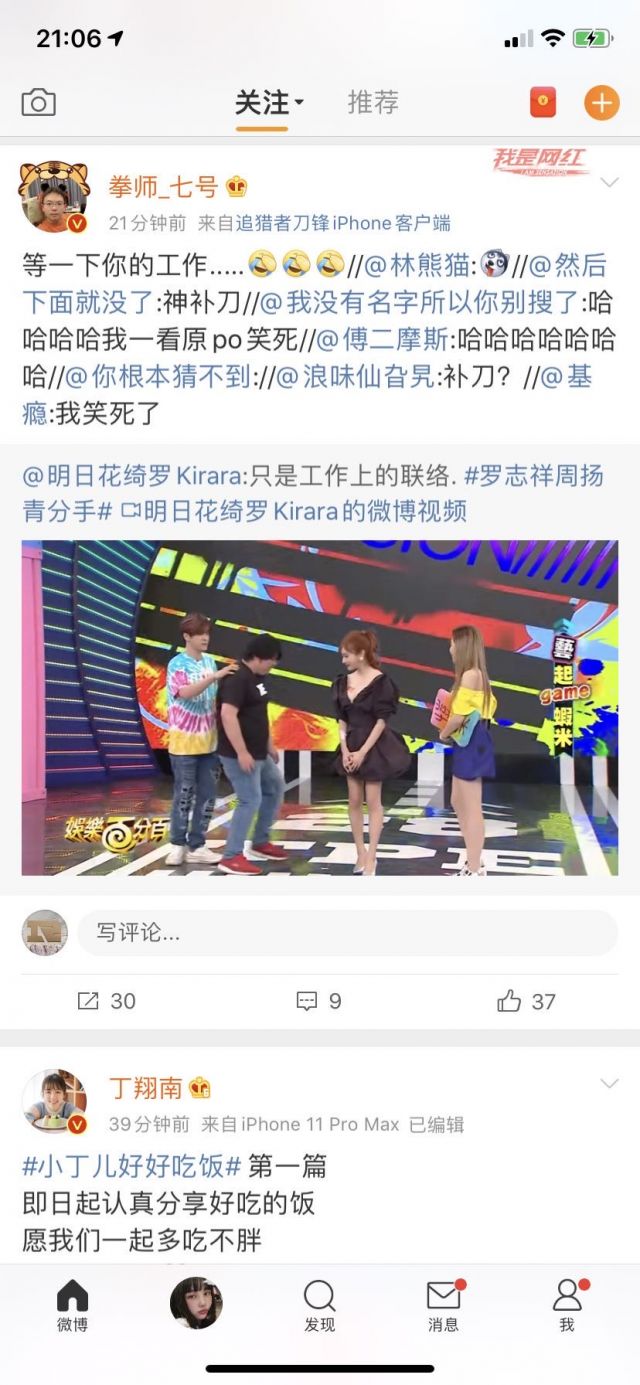 21:06
关注
推荐
我是网红
I AM SENSATION
拳师_七号
21分钟前 来自追猎者刀锋iPhone客户端
等一下你的工作.....🤣🤣🤣//@林熊猫://@然后
下面就没了:神补刀//@我没有名字所以你别搜了:哈
哈哈哈哈我一看原po笑死//@傅二摩斯:哈哈哈哈哈哈哈
哈//@你根本猜不到://@浪味仙旮旯:补刀？//@基
瘾:我笑死了
@明日花绮罗Kirara:只是工作上的联络. #罗志祥周扬
青分手# 明日花绮罗Kirara的微博视频
藝起
game
蝦米
娛樂百分百
写评论...
30
9
37
丁翔南
39分钟前 来自iPhone 11 Pro Max 已编辑
#小丁儿好好吃饭# 第一篇
即日起认真分享好吃的饭
愿我们一起多吃不胖
微博
发现
消息
我